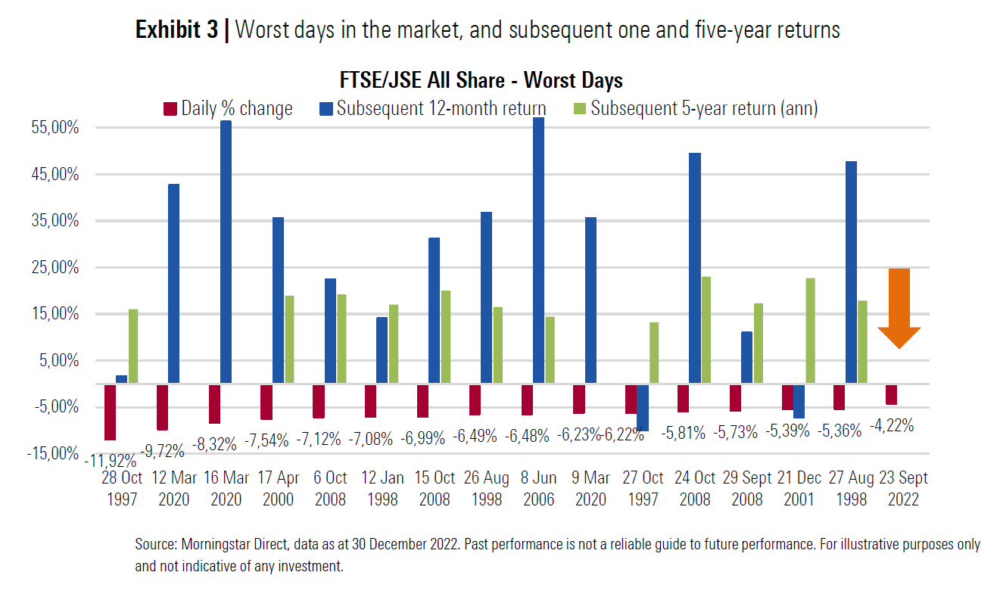 Exhibit 3 | Worst days in the market, and subsequent one and five-year returns
FTSE/JSE All Share - Worst Days
Daily % change Subsequent 12-month return Subsequent 5-year return (ann)
55,00%
45,00%
35,00%
25,00%
15,00%
5,00%
-5,00%
-15,00%
-11,92% -9,72% -8,32% -7,54% -7,12% -7,08% -6,99% -6,49% -6,48% -6,23% -6,22% -5,81% -5,73% -5,39% -5,36% -4,22%
28 Oct 12 Mar 16 Mar 17 Apr 6 Oct 12 Jan 15 Oct 26 Aug 8 Jun 9 Mar 27 Oct 24 Oct 29 Sept 21 Dec 27 Aug 23 Sept
1997 2020 2020 2000 2008 1998 2008 1998 2006 2020 1997 2008 2008 2001 1998 2022
Source: Morningstar Direct, data as at 30 December 2022. Past performance is not a reliable guide to future performance. For illustrative purposes only
and not indicative of any investment.